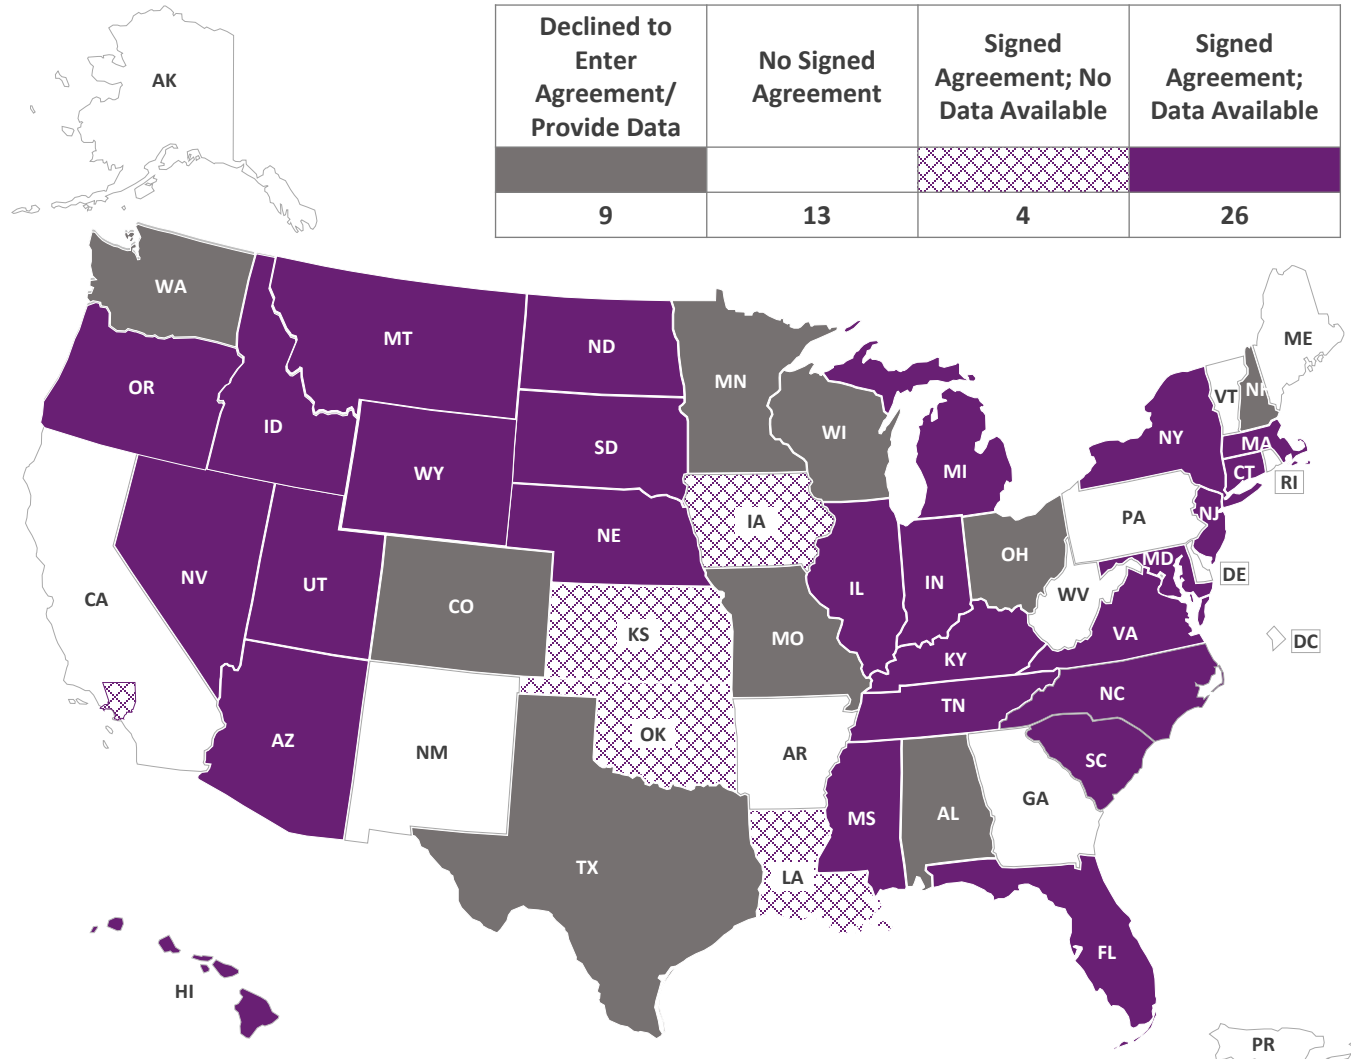 Declined to
Enter
Agreement/
Provide Data
No Signed
Agreement
Signed
Agreement; No
Data Available
Signed
Agreement;
Data Available
9 13 4 26
AK
WA
MT
ND
MN
ME
OR
ID
SD
WI
VT
NH
NY
WY
MI
MA
CT
RI
IA
PA
NJ
NE
OH
MD
DE
NV
UT
CO
IL
IN
WV
CA
KS
MO
VA
DC
KY
AZ
NM
OK
AR
TN
NC
SC
TX
LA
MS
AL
GA
FL
HI
PR